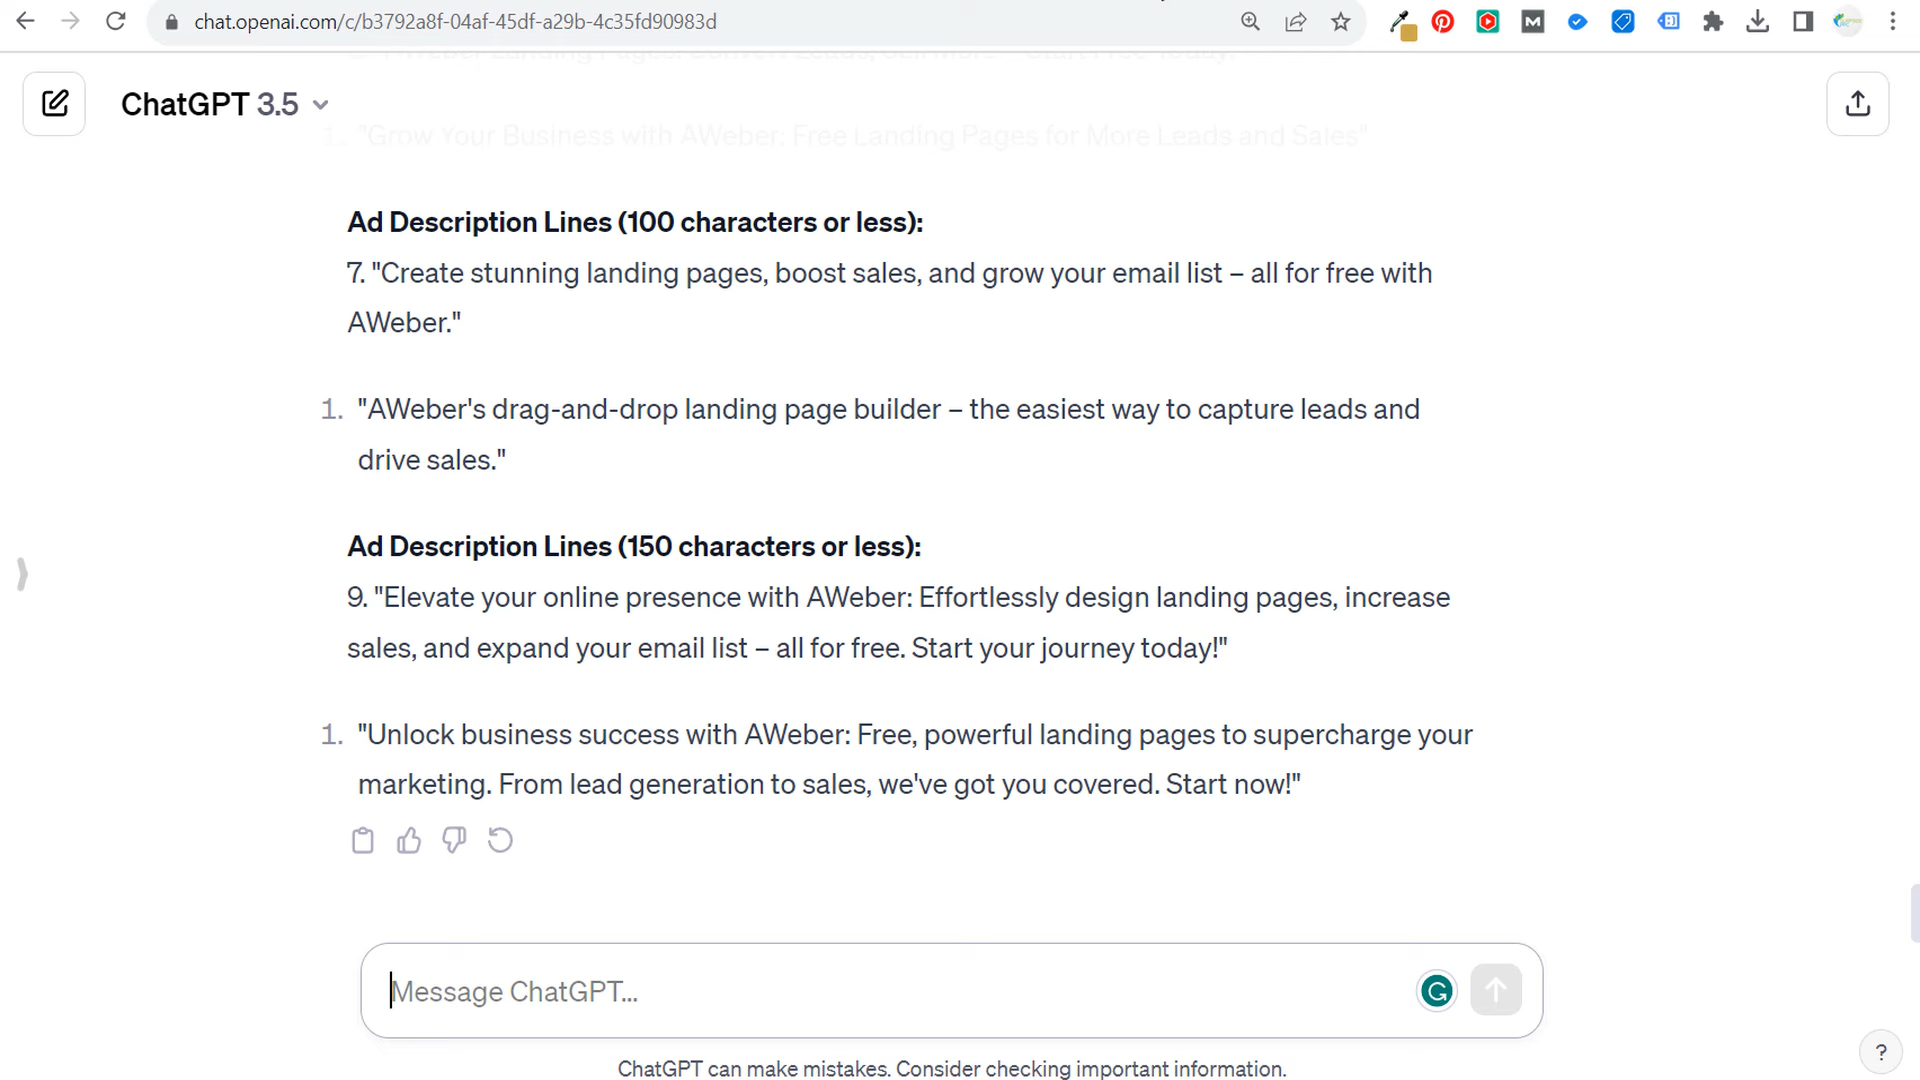 chat.openai.com/c/b3792a8f-04af-45df-a29b-4c35fd90983d
ChatGPT 3.5
1. "Grow Your Business with AWeber: Free Landing Pages for More Leads and Sales"
Ad Description Lines (100 characters or less):
7. "Create stunning landing pages, boost sales, and grow your email list – all for free with
AWeber."
1. "AWeber's drag-and-drop landing page builder – the easiest way to capture leads and
drive sales."
Ad Description Lines (150 characters or less):
9. "Elevate your online presence with AWeber: Effortlessly design landing pages, increase
sales, and expand your email list – all for free. Start your journey today!"
1. "Unlock business success with AWeber: Free, powerful landing pages to supercharge your
marketing. From lead generation to sales, we've got you covered. Start now!"
Message ChatGPT...
ChatGPT can make mistakes. Consider checking important information.
?